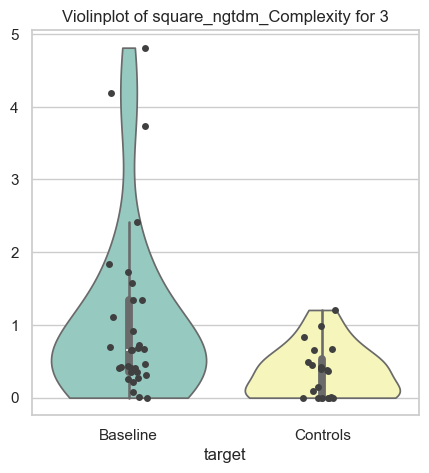 Violinplot of square_ngtdm_Complexity for 3
5
4
3
2
1
0
Baseline Controls
target